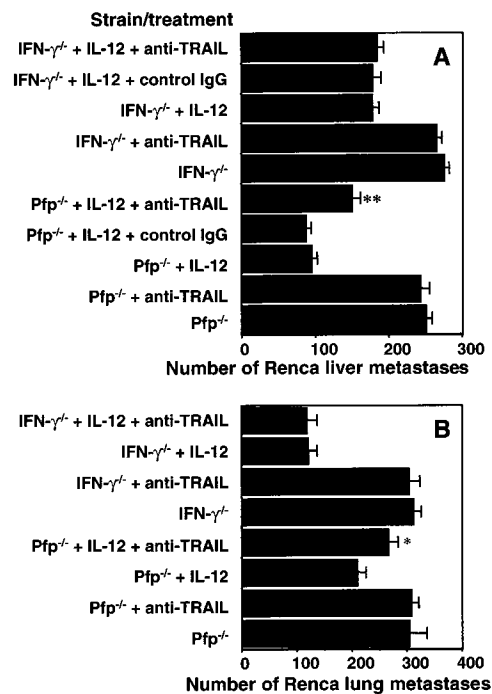 Strain/treatment
A
IFN-γ-/- + IL-12 + anti-TRAIL
IFN-γ-/- + IL-12 + control IgG
IFN-γ-/- + IL-12
IFN-γ-/- + anti-TRAIL
IFN-γ-/-
Pfp-/- + IL-12 + anti-TRAIL
**
Pfp-/- + IL-12 + control IgG
Pfp-/- + IL-12
Pfp-/- + anti-TRAIL
Pfp-/-
0 100 200 300
Number of Renca liver metastases
B
IFN-γ-/- + IL-12 + anti-TRAIL
IFN-γ-/- + IL-12
IFN-γ-/- + anti-TRAIL
IFN-γ-/-
Pfp-/- + IL-12 + anti-TRAIL
*
Pfp-/- + IL-12
Pfp-/- + anti-TRAIL
Pfp-/-
0 100 200 300 400
Number of Renca lung metastases